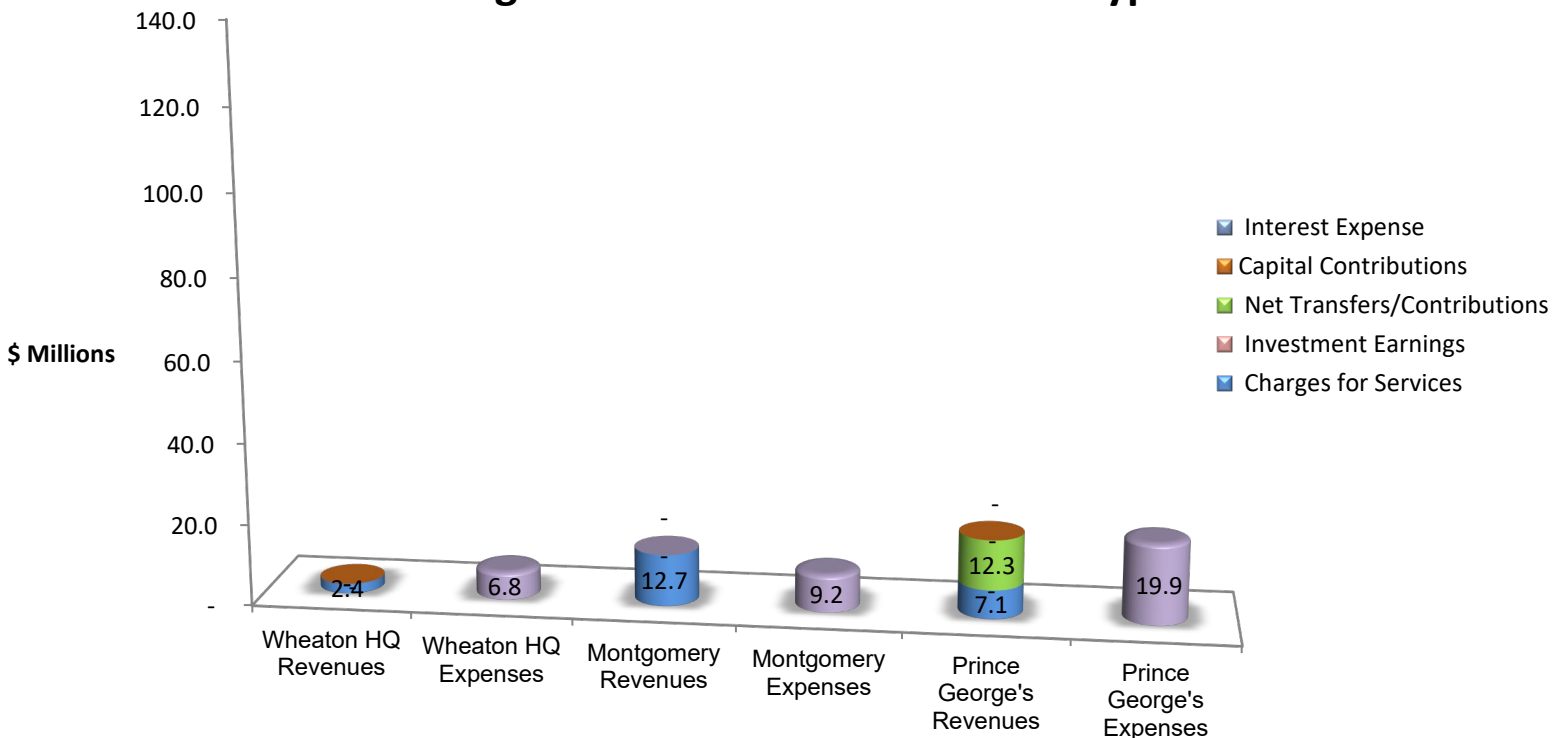 140.0
120.0
100.0
80.0
60.0
40.0
20.0
-
$ Millions
2.4
-
6.8
-
-
12.7
9.2
-
-
12.3
-
7.1
19.9
Wheaton HQ
Revenues
Wheaton HQ
Expenses
Montgomery
Revenues
Montgomery
Expenses
Prince
George's
Revenues
Prince
George's
Expenses
Interest Expense
Capital Contributions
Net Transfers/Contributions
Investment Earnings
Charges for Services